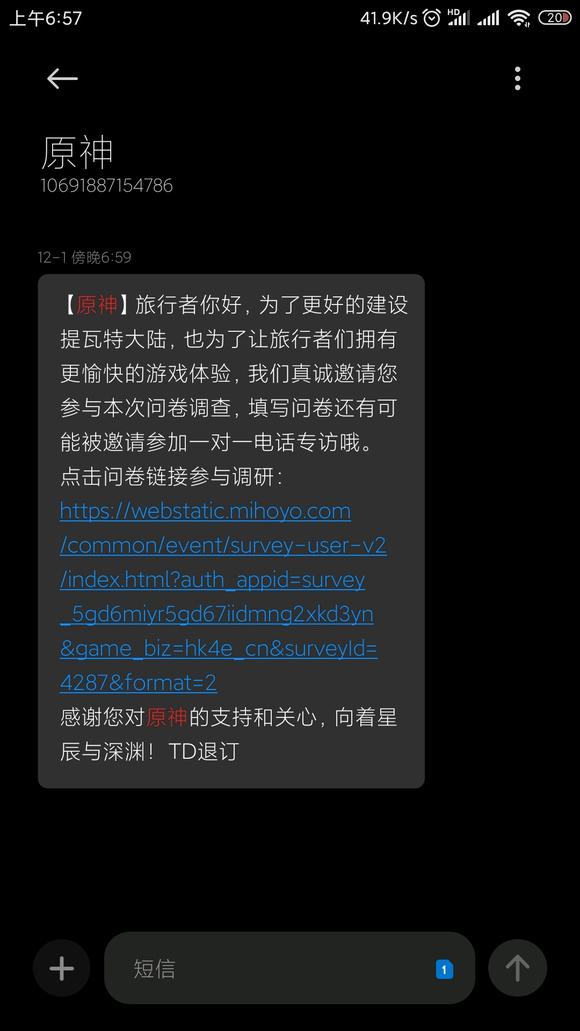 上午6:57
41.9K/s
HD
20
原神
10691887154786
12-1 傍晚6:59
【原神】旅行者你好，为了更好的建设
提瓦特大陆，也为了让旅行者们拥有
更愉快的游戏体验，我们真诚邀请您
参与本次问卷调查，填写问卷还有可
能被邀请参加一对一电话专访哦。
点击问卷链接参与调研：
https://webstatic.mihoyo.com
/common/event/survey-user-v2
/index.html?auth_appid=survey
_5gd6miyr5gd67iidmng2xkd3yn
&game_biz=hk4e_cn&surveyId=
4287&format=2
感谢您对原神的支持和关心，向着星
辰与深渊！TD退订
短信
1